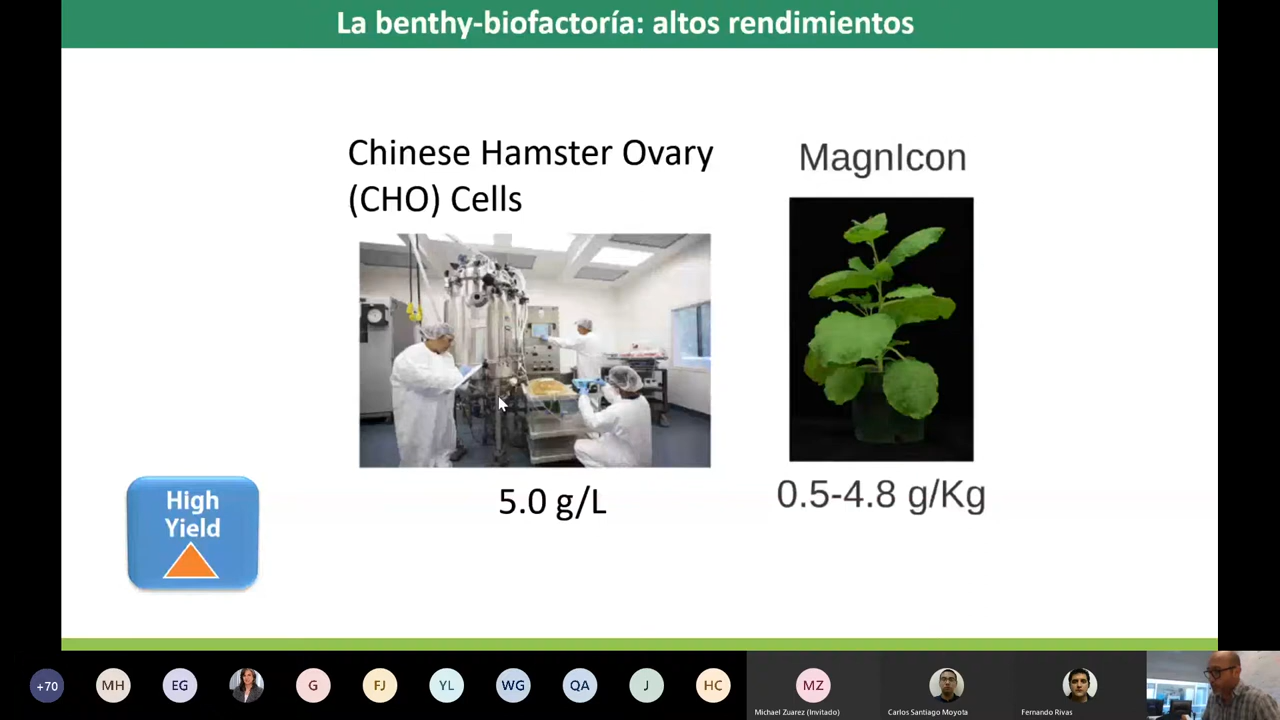 La benthy-biofactoría: altos rendimientos
Chinese Hamster Ovary
(CHO) Cells
MagnIcon
5.0 g/L
0.5-4.8 g/Kg
High
Yield
+70
MH
EG
G
FJ
YL
WG
QA
J
HC
MZ
Michael Zuarez (Invitado)
Carlos Santiago Moyota
Fernando Rivas